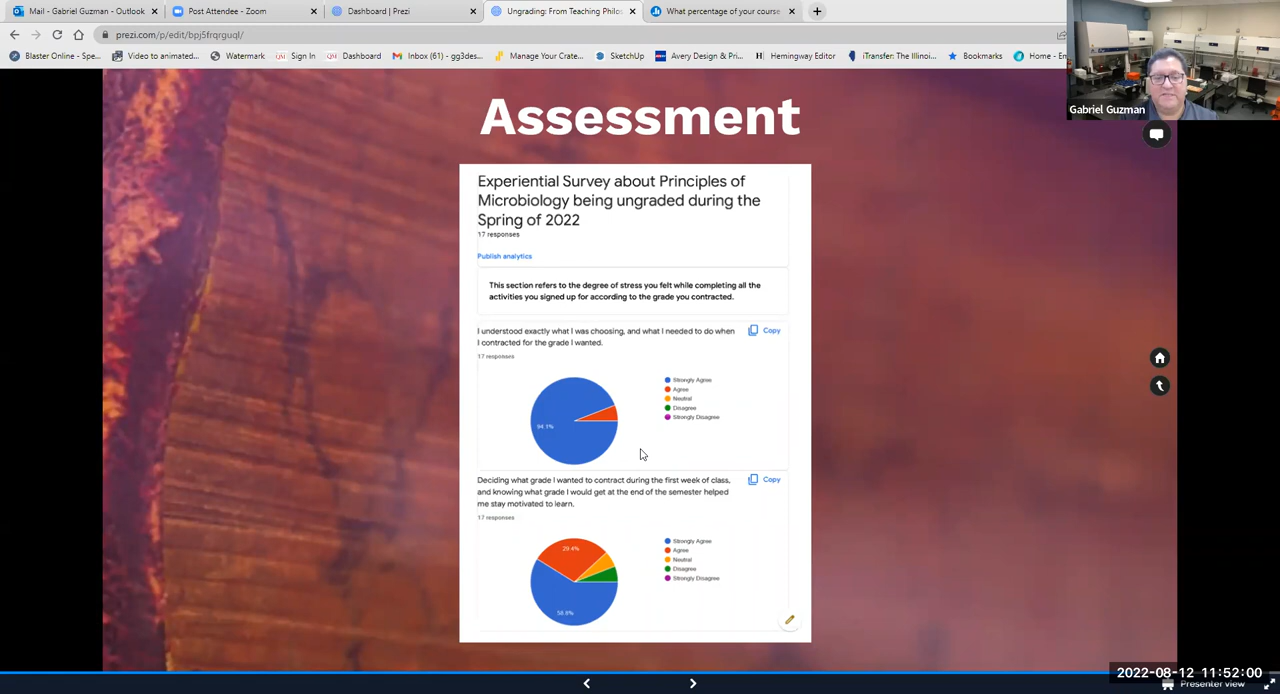 Mail - Gabriel Guzman - Outlook
Post Attendee - Zoom
Dashboard | Prezi
Ungrading: From Teaching Philos
What percentage of your course
prezi.com/p/edit/bpj5frqrguql/
Blaster Online - Spe...
Video to animated...
Watermark
Sign In
Dashboard
Inbox (61) - gg3des...
Manage Your Crate...
SketchUp
Avery Design & Pri...
Hemingway Editor
iTransfer: The Illinoi...
Bookmarks
Home - En
Gabriel Guzman
Assessment
Experiential Survey about Principles of
Microbiology being ungraded during the
Spring of 2022
17 responses
Publish analytics
This section refers to the degree of stress you felt while completing all the
activities you signed up for according to the grade you contracted.
I understood exactly what I was choosing, and what I needed to do when
I contracted for the grade I wanted.
Copy
17 responses
94.1%
Strongly Agree
Agree
Neutral
Disagree
Strongly Disagree
Deciding what grade I wanted to contract during the first week of class,
and knowing what grade I would get at the end of the semester helped
me stay motivated to learn.
Copy
17 responses
29.4%
58.8%
Strongly Agree
Agree
Neutral
Disagree
Strongly Disagree
2022-08-12 11:52:00
Presenter view